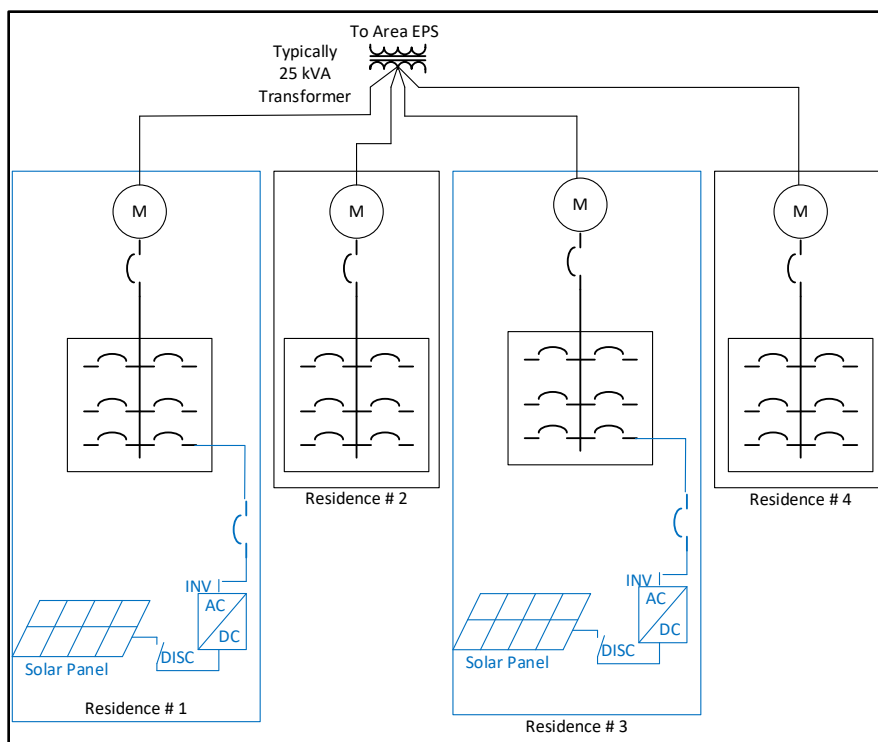 To Area EPS
Typically
25 kVA
Transformer
M
M
M
M
Residence # 2
Residence # 4
INV
AC
DC
DISC
Solar Panel
Residence # 1
INV
AC
DC
DISC
Solar Panel
Residence # 3